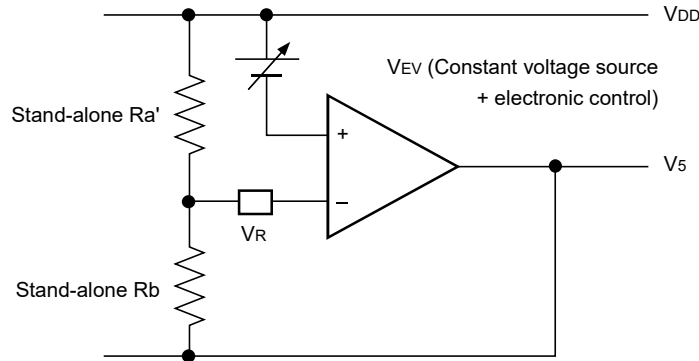 VDD
VEV (Constant voltage source
+ electronic control)
Stand-alone Ra'
+
V5
–
VR
Stand-alone Rb